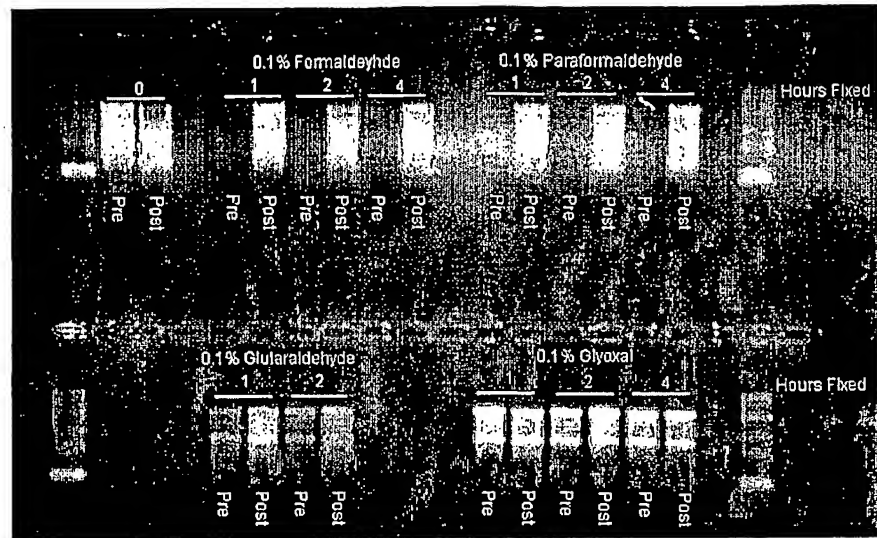 0.1% Formaldeyhde 0.1% Paraformaldehyde
0 1 2 4 1 2 4 Hours Fixed
Pre Post Pre Post Pre Post Pre Post Pre Post Pre Post Pre Post
0.1% Glutaraldehyde 0.1% Glyoxal
1 2 1 2 4 Hours Fixed
Pre Post Pre Post Pre Post Pre Post Pre Post